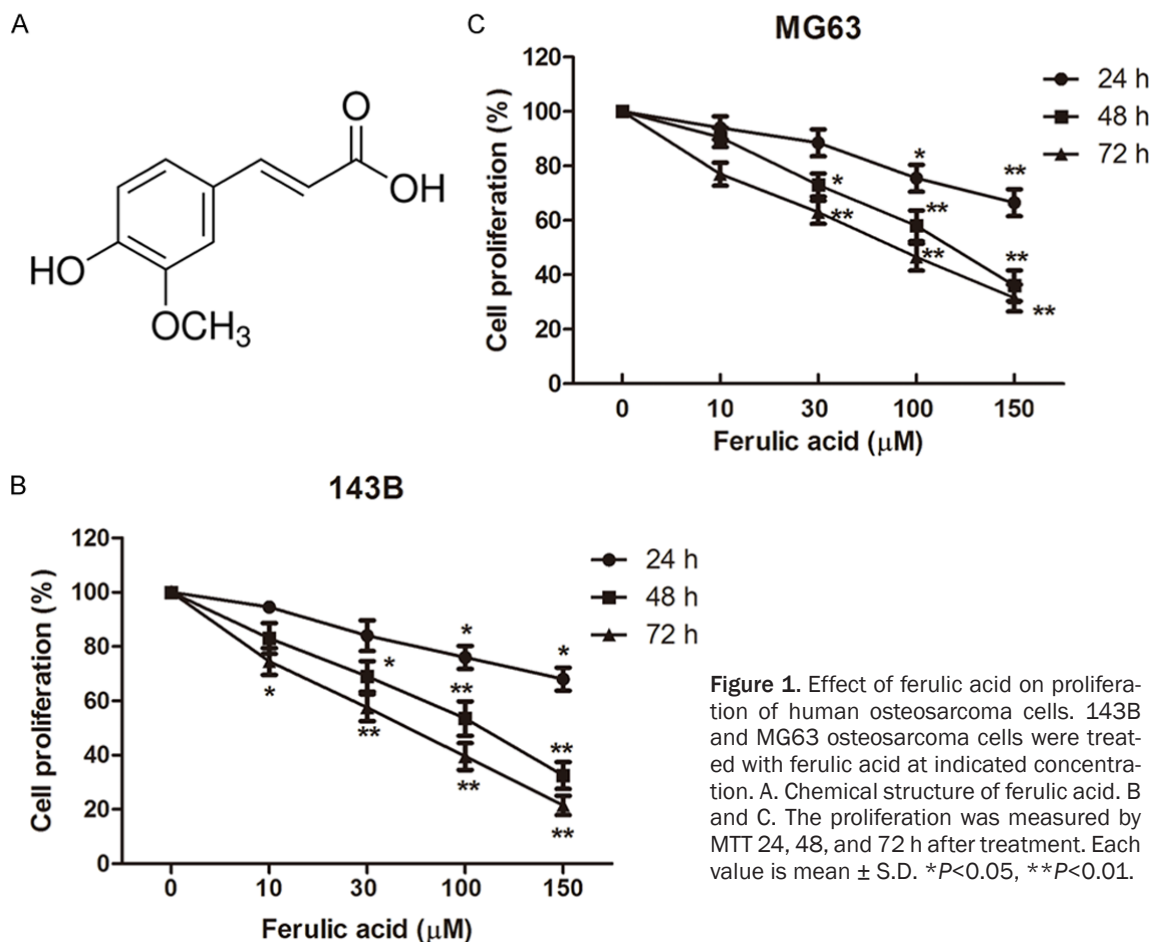 A
O
OH
HO
OCH3
C
MG63
120
100
80
60
40
20
0
Cell proliferation (%)
0 10 30 100 150
Ferulic acid (μM)
24 h
48 h
72 h
*
**
*
**
**
**
**
**
B
143B
120
100
80
60
40
20
0
Cell proliferation (%)
0 10 30 100 150
Ferulic acid (μM)
24 h
48 h
72 h
*
*
*
**
*
**
**
**
**
Figure 1. Effect of ferulic acid on prolifera-
tion of human osteosarcoma cells. 143B
and MG63 osteosarcoma cells were treat-
ed with ferulic acid at indicated concentra-
tion. A. Chemical structure of ferulic acid. B
and C. The proliferation was measured by
MTT 24, 48, and 72 h after treatment. Each
value is mean ± S.D. *P<0.05, **P<0.01.